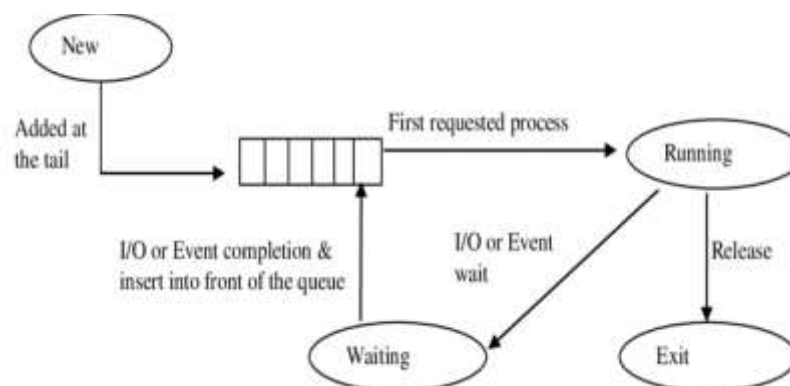 New
Added at
the tail
First requested process
Running
I/O or Event completion &
insert into front of the queue
I/O or Event
wait
Release
Waiting
Exit